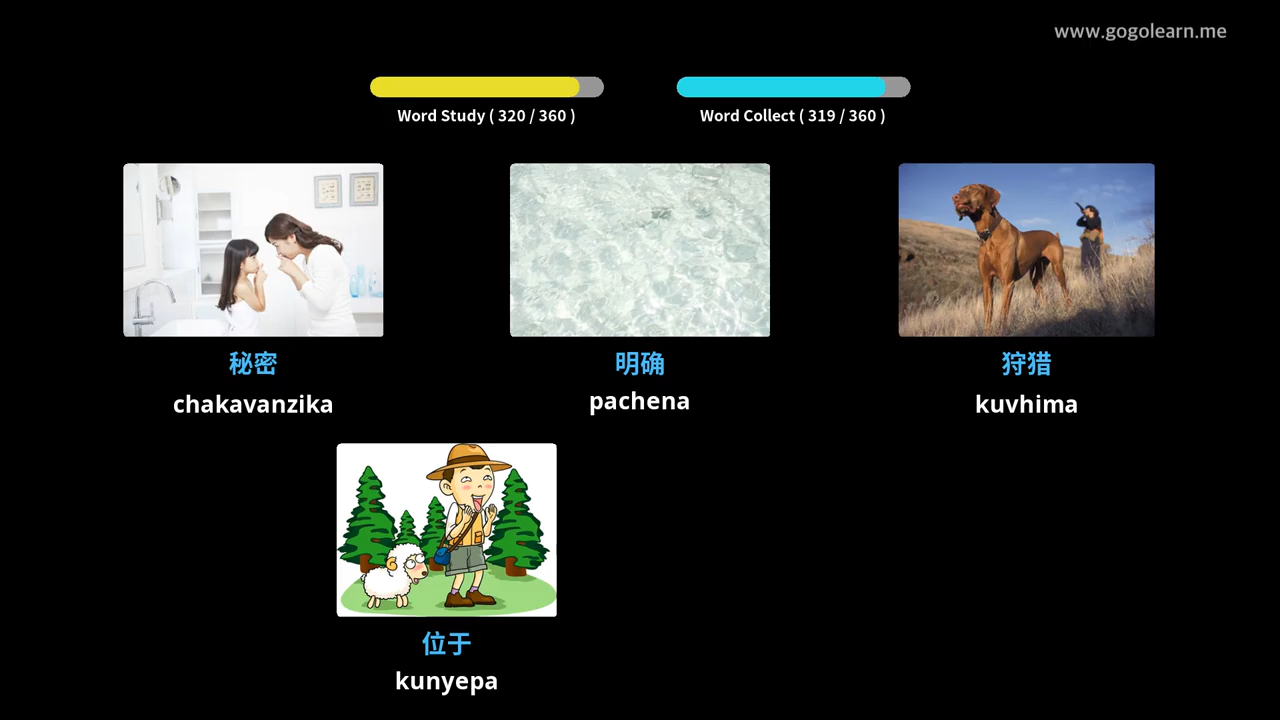 www.gogolearn.me
Word Study ( 320 / 360 )
Word Collect ( 319 / 360 )
秘密
chakavanzika
明确
pachena
狩猎
kuvhima
位于
kunyepa